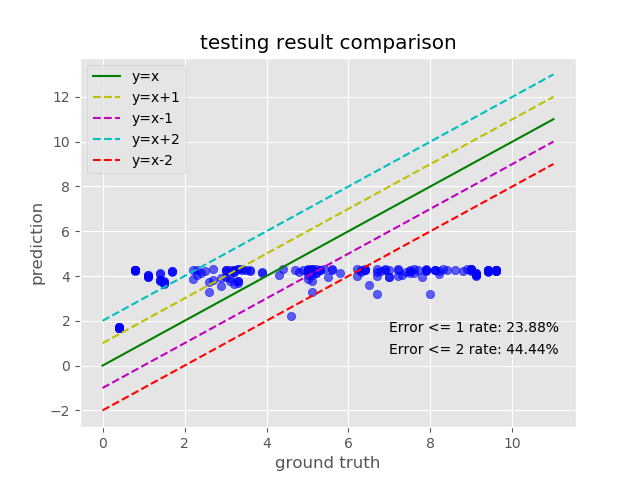 testing result comparison
y=x
y=x+1
y=x-1
y=x+2
y=x-2
12
10
8
6
4
2
0
−2
prediction
Error <= 1 rate: 23.88%
Error <= 2 rate: 44.44%
0 2 4 6 8 10
ground truth